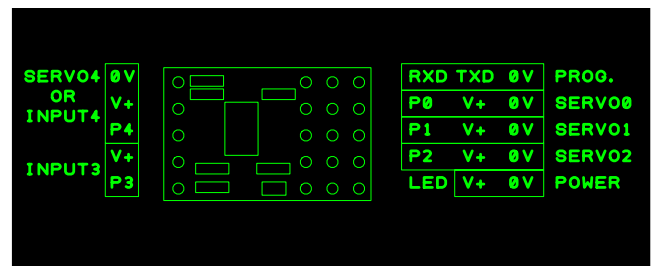 SERVO4 0V RXD TXD 0V PROG.
OR V+ P0 V+ 0V SERVO0
INPUT4 P4 P1 V+ 0V SERVO1
V+ P2 V+ 0V SERVO2
INPUT3 P3 LED V+ 0V POWER